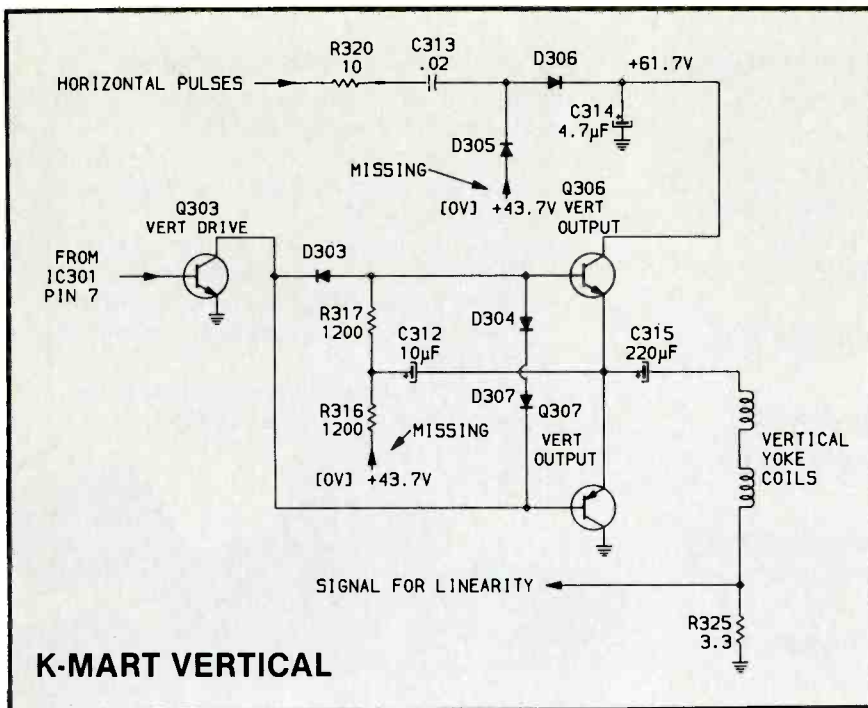 R320
10
C313
.02
D306
+61.7V
HORIZONTAL PULSES
C314
4.7µF
D305
MISSING
[0V] +43.7V
Q306
VERT
OUTPUT
Q303
VERT DRIVE
FROM
IC301
PIN 7
D303
R317
1200
C312
10µF
D304
C315
220µF
R316
1200
D307
Q307
VERT
OUTPUT
MISSING
[0V] +43.7V
VERTICAL
YOKE
COILS
SIGNAL FOR LINEARITY
R325
3.3
K-MART VERTICAL